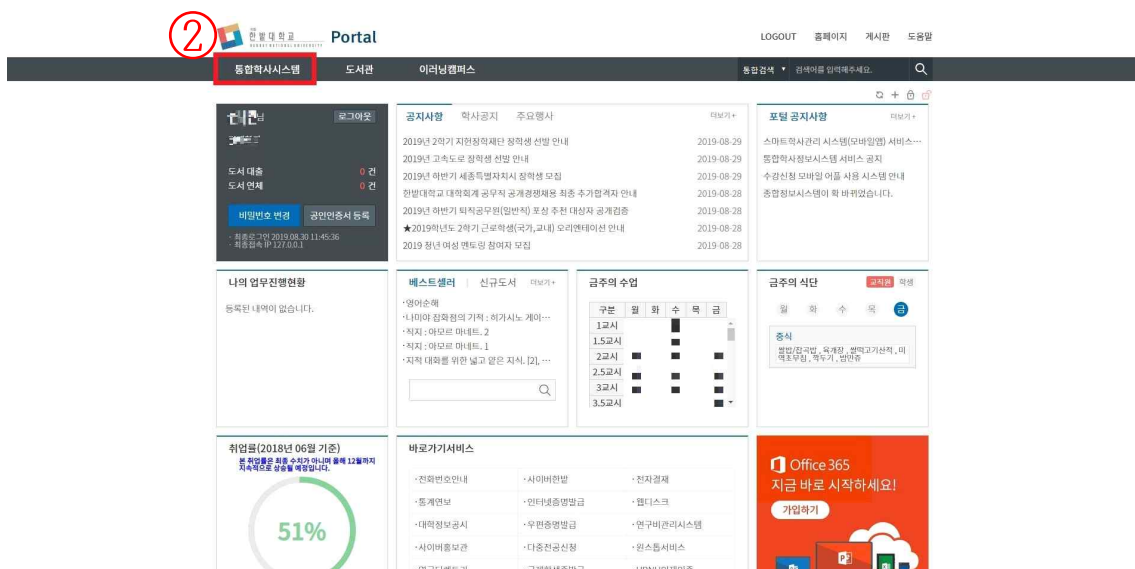 ②
한밭대학교
Portal
LOGOUT 홈페이지 게시판 도움말
통합학사시스템 도서관 이러닝캠퍼스
통합검색 검색어를 입력해주세요.
님 로그아웃
도서 대출 0 건
도서 연체 0 건
비밀번호 변경 공인인증서 등록
· 최종로그인 2019.08.30 11:45:36
· 최종접속 IP 127.0.0.1
공지사항 학사공지 주요행사 더보기+
2019년 2학기 지헌장학재단 장학생 선발 안내 2019-08-29
2019년 고속도로 장학생 선발 안내 2019-08-29
2019년 하반기 세종특별자치시 장학생 모집 2019-08-29
한밭대학교 대학회계 공무직 공개경쟁채용 최종 추가합격자 안내 2019-08-28
2019년 하반기 퇴직공무원(일반직) 포상 추천 대상자 공개검증 2019-08-28
★2019학년도 2학기 근로학생(국가,교내) 오리엔테이션 안내 2019-08-28
2019 청년 여성 멘토링 참여자 모집 2019-08-28
포털 공지사항 더보기+
스마트학사관리 시스템(모바일앱) 서비스…
통합학사정보시스템 서비스 공지
수강신청 모바일 어플 사용 시스템 안내
종합정보시스템이 확 바뀌었습니다.
나의 업무진행현황
등록된 내역이 없습니다.
베스트셀러 신규도서 더보기+
·영어순해
·나미야 잡화점의 기적 : 히가시노 게이…
·직지 : 아모르 마네트. 2
·직지 : 아모르 마네트. 1
·지적 대화를 위한 넓고 얕은 지식. [2], …
금주의 수업
구분 월 화 수 목 금
1교시
1.5교시
2교시
2.5교시
3교시
3.5교시
금주의 식단 교직원 학생
월 화 수 목 금
중식
쌀밥/잡곡밥 , 육개장 , 쌀떡고기산적 , 미
역초무침 , 깍두기 , 밥만쥬
취업률(2018년 06월 기준)
본 취업률은 최종 수치가 아니며 올해 12월까지
지속적으로 상승될 예정입니다.
51%
바로가기서비스
·전화번호안내 ·사이버한밭 ·전자결재
·통계연보 ·인터넷증명발급 ·웹디스크
·대학정보공시 ·우편증명발급 ·연구비관리시스템
·사이버홍보관 ·다중전공신청 ·원스톱서비스
Office 365
지금 바로 시작하세요!
가입하기